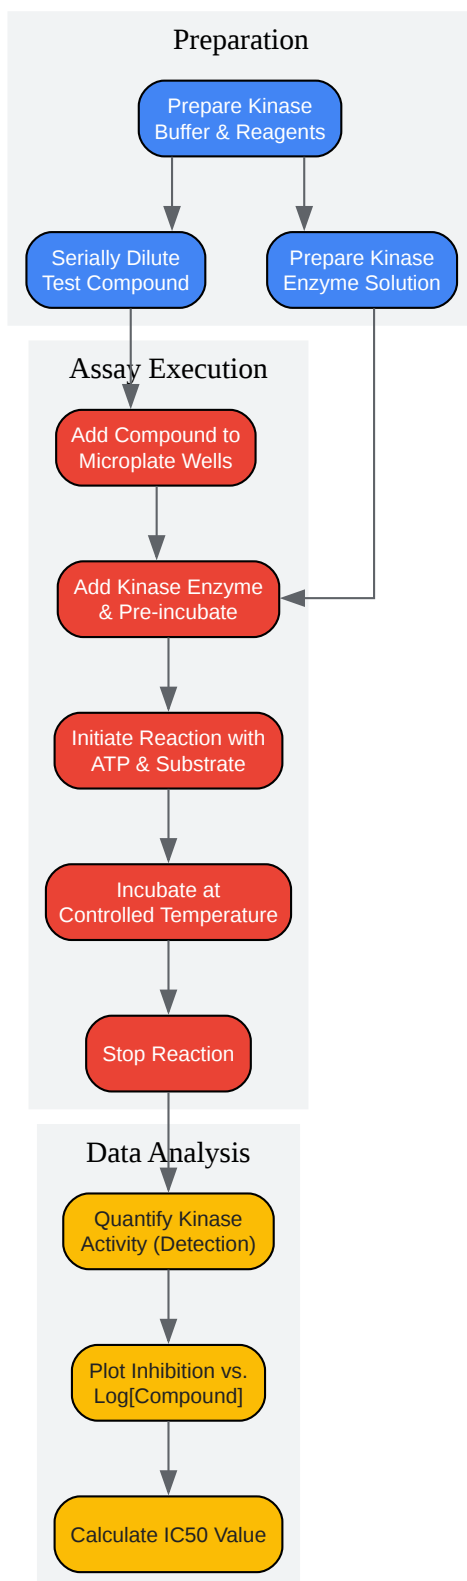 Preparation
Prepare Kinase
Buffer & Reagents
Serially Dilute
Test Compound
Prepare Kinase
Enzyme Solution
Assay Execution
Add Compound to
Microplate Wells
Add Kinase Enzyme
& Pre-incubate
Initiate Reaction with
ATP & Substrate
Incubate at
Controlled Temperature
Stop Reaction
Data Analysis
Quantify Kinase
Activity (Detection)
Plot Inhibition vs.
Log[Compound]
Calculate IC50 Value